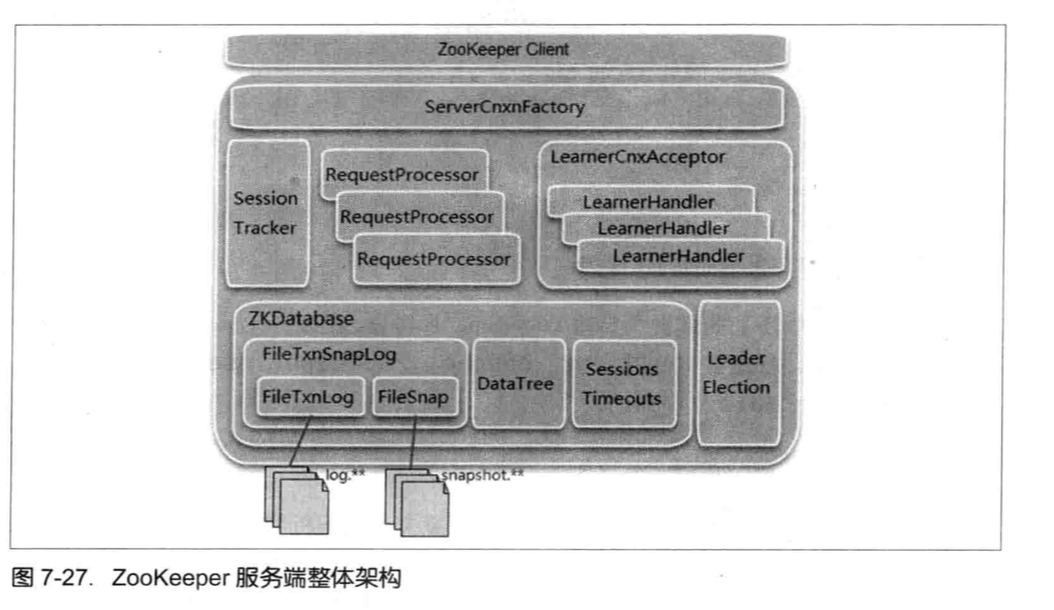 ZooKeeper Client
ServerCnxnFactory
Session
Tracker
RequestProcessor
RequestProcessor
RequestProcessor
LearnerCnxAcceptor
LearnerHandler
LearnerHandler
LearnerHandler
ZKDatabase
FileTxnSnapLog
FileTxnLog
FileSnap
DataTree
Sessions
Timeouts
Leader
Election
log.**
snapshot.**
图 7-27. ZooKeeper 服务端整体架构